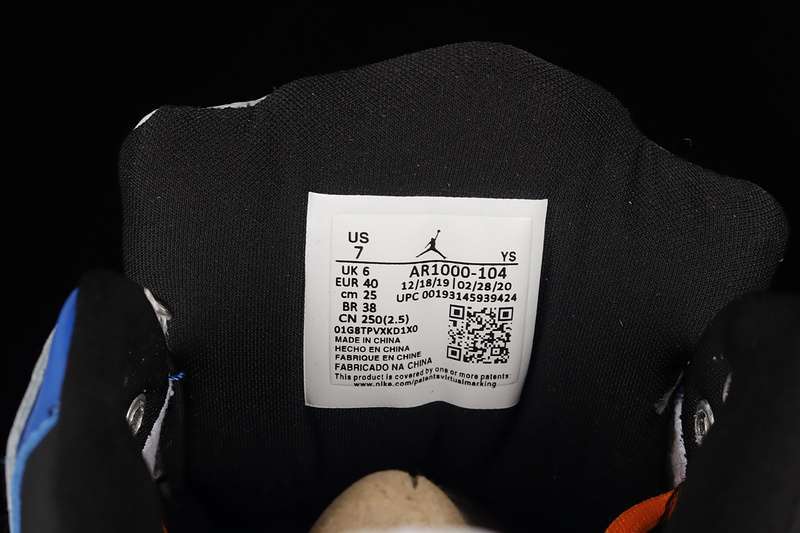 US
7
YS
UK 6
EUR 40
cm 25
BR 38
CN 250(2.5)
01G8TPVXKD1X0
AR1000-104
12/18/19 | 02/28/20
UPC 00193145939424
MADE IN CHINA
HECHO EN CHINA
FABRIQUE EN CHINE
FABRICADO NA CHINA
This product is covered by one or more patents:
www.nike.com/patentsvirtualmarking